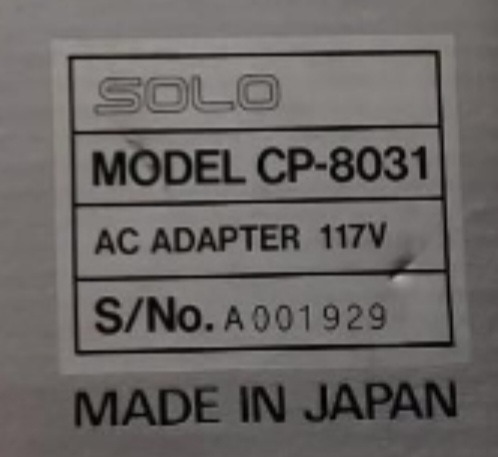 SOLO
MODEL CP-8031
AC ADAPTER 117V
S/No. A001929
MADE IN JAPAN